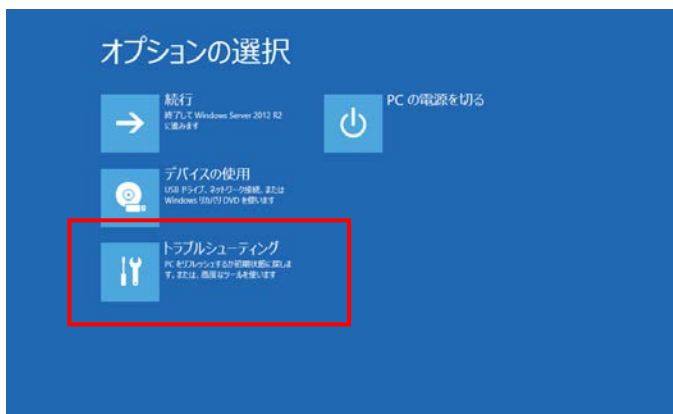 オプションの選択
続行
終了して Windows Server 2012 R2
に進みます
PC の電源を切る
デバイスの使用
USB ドライブ、ネットワーク接続、または
Windows リカバリ DVD を使います
トラブルシューティング
PC をリフレッシュするか初期状態に戻しま
す。または、高度なツールを使います